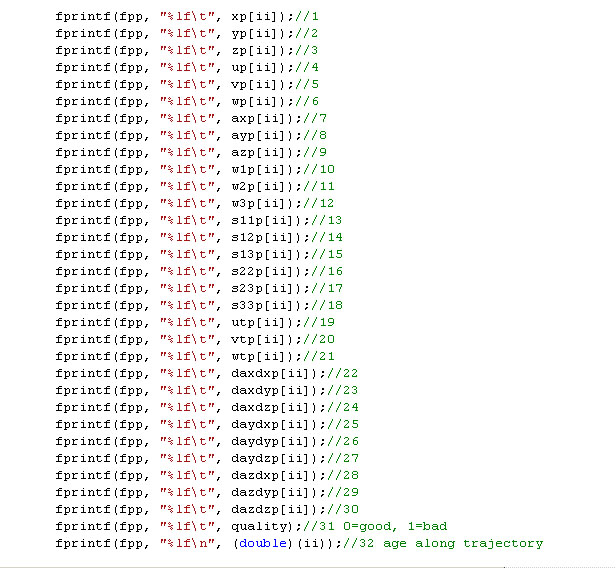 fprintf(fpp, "%lf\t", xp[ii]);//1
fprintf(fpp, "%lf\t", yp[ii]);//2
fprintf(fpp, "%lf\t", zp[ii]);//3
fprintf(fpp, "%lf\t", up[ii]);//4
fprintf(fpp, "%lf\t", vp[ii]);//5
fprintf(fpp, "%lf\t", wp[ii]);//6
fprintf(fpp, "%lf\t", axp[ii]);//7
fprintf(fpp, "%lf\t", ayp[ii]);//8
fprintf(fpp, "%lf\t", azp[ii]);//9
fprintf(fpp, "%lf\t", w1p[ii]);//10
fprintf(fpp, "%lf\t", w2p[ii]);//11
fprintf(fpp, "%lf\t", w3p[ii]);//12
fprintf(fpp, "%lf\t", s11p[ii]);//13
fprintf(fpp, "%lf\t", s12p[ii]);//14
fprintf(fpp, "%lf\t", s13p[ii]);//15
fprintf(fpp, "%lf\t", s22p[ii]);//16
fprintf(fpp, "%lf\t", s23p[ii]);//17
fprintf(fpp, "%lf\t", s33p[ii]);//18
fprintf(fpp, "%lf\t", utp[ii]);//19
fprintf(fpp, "%lf\t", vtp[ii]);//20
fprintf(fpp, "%lf\t", wtp[ii]);//21
fprintf(fpp, "%lf\t", daxdxp[ii]);//22
fprintf(fpp, "%lf\t", daxdyp[ii]);//23
fprintf(fpp, "%lf\t", daxdzp[ii]);//24
fprintf(fpp, "%lf\t", daydxp[ii]);//25
fprintf(fpp, "%lf\t", daydyp[ii]);//26
fprintf(fpp, "%lf\t", daydzp[ii]);//27
fprintf(fpp, "%lf\t", dazdxp[ii]);//28
fprintf(fpp, "%lf\t", dazdyp[ii]);//29
fprintf(fpp, "%lf\t", dazdzp[ii]);//30
fprintf(fpp, "%lf\t", quality);//31 0=good, 1=bad
fprintf(fpp, "%lf\n", (double)(ii));//32 age along trajectory